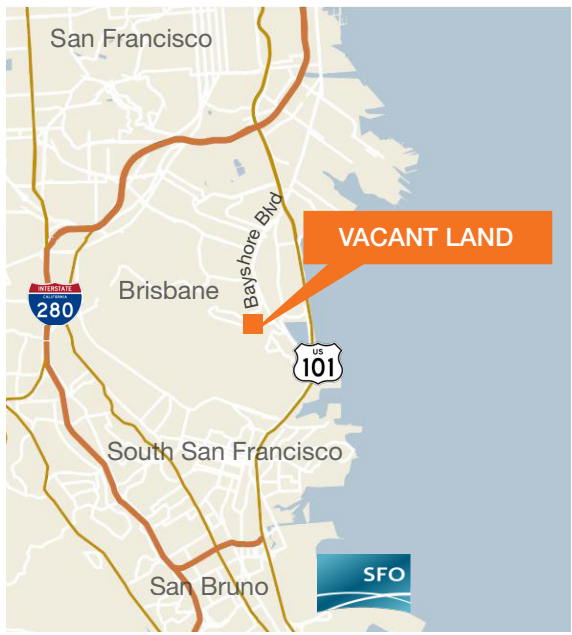 San Francisco
Bayshore Blvd
VACANT LAND
Brisbane
INTERSTATE
CALIFORNIA
280
US
101
South San Francisco
SFO
San Bruno